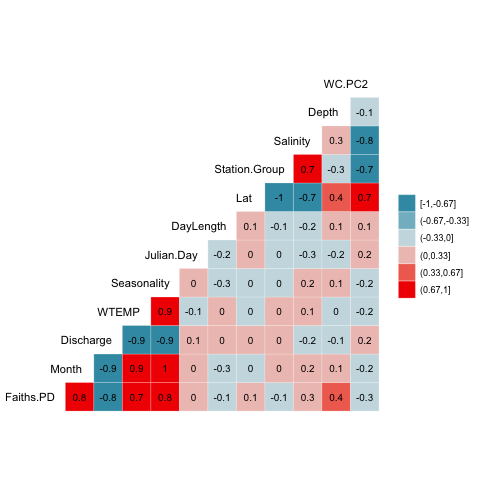 WC.PC2
Depth -0.1
Salinity 0.3 -0.8
Station.Group 0.7 -0.3 -0.7
Lat -1 -0.7 0.4 0.7
DayLength 0.1 -0.1 -0.2 0.1 0.1
Julian.Day -0.2 0 0 -0.3 -0.2 0.2
Seasonality 0 -0.3 0 0 0.2 0.1 -0.2
WTEMP 0.9 -0.1 0 0 0 0.1 0 -0.2
Discharge -0.9 -0.9 0.1 0 0 0 -0.2 -0.1 0.2
Month -0.9 0.9 1 0 -0.3 0 0 0.2 0.1 -0.2
Faiths.PD 0.8 -0.8 0.7 0.8 0 -0.1 0.1 -0.1 0.3 0.4 -0.3
[-1,-0.67]
(-0.67,-0.33]
(-0.33,0]
(0,0.33]
(0.33,0.67]
(0.67,1]